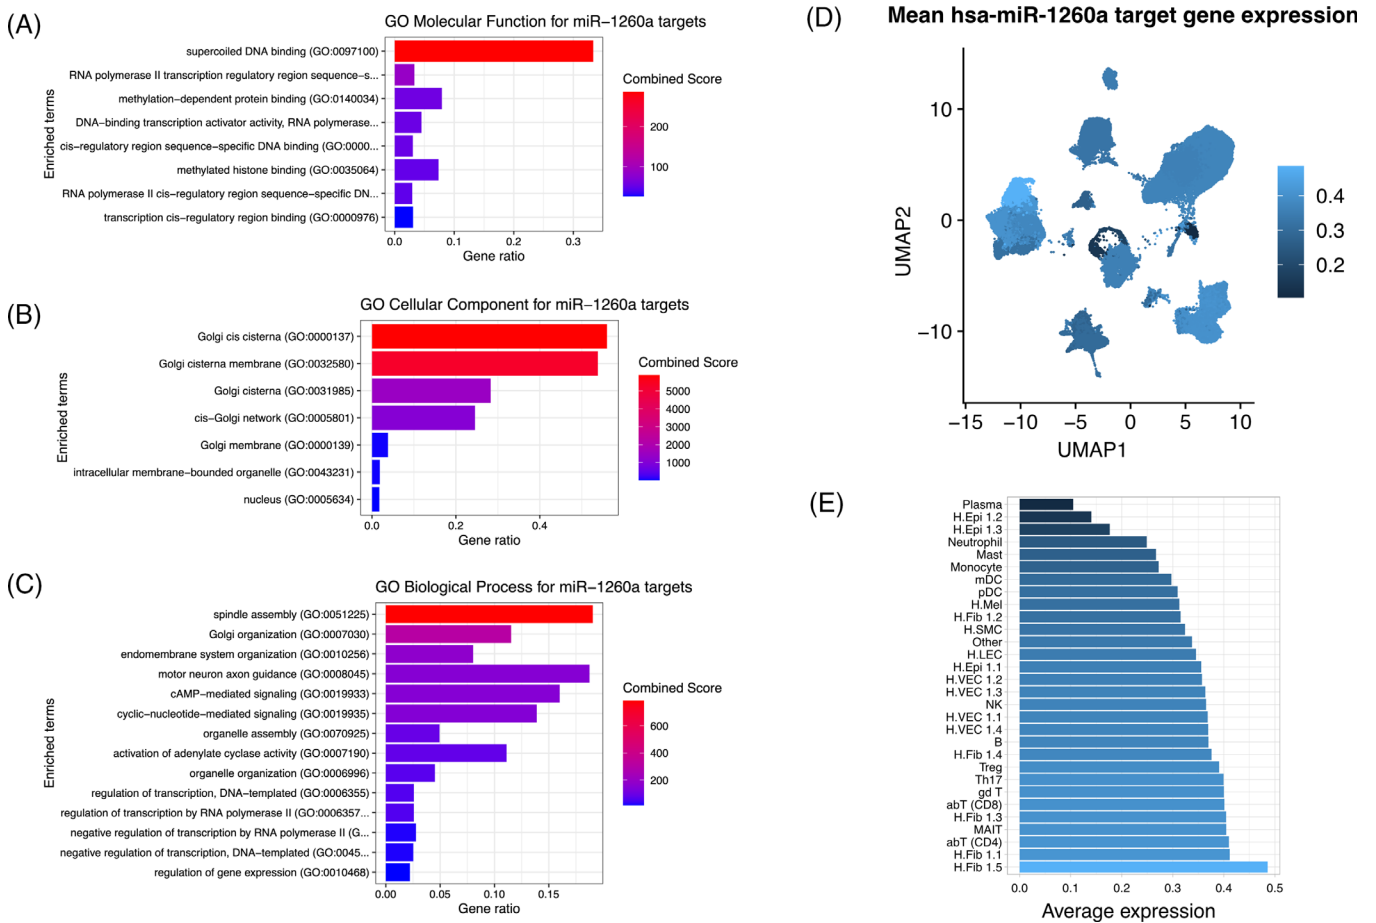 (A)
GO Molecular Function for miR−1260a targets
Enriched terms
supercoiled DNA binding (GO:0097100)
RNA polymerase II transcription regulatory region sequence−s...
methylation−dependent protein binding (GO:0140034)
DNA−binding transcription activator activity, RNA polymerase...
cis−regulatory region sequence−specific DNA binding (GO:0000...
methylated histone binding (GO:0035064)
RNA polymerase II cis−regulatory region sequence−specific DN...
transcription cis−regulatory region binding (GO:0000976)
0.0 0.1 0.2 0.3
Gene ratio
Combined Score
200
100
(B)
GO Cellular Component for miR−1260a targets
Enriched terms
Golgi cis cisterna (GO:0000137)
Golgi cisterna membrane (GO:0032580)
Golgi cisterna (GO:0031985)
cis−Golgi network (GO:0005801)
Golgi membrane (GO:0000139)
intracellular membrane−bounded organelle (GO:0043231)
nucleus (GO:0005634)
0.0 0.2 0.4
Gene ratio
Combined Score
5000
4000
3000
2000
1000
(C)
GO Biological Process for miR−1260a targets
Enriched terms
spindle assembly (GO:0051225)
Golgi organization (GO:0007030)
endomembrane system organization (GO:0010256)
motor neuron axon guidance (GO:0008045)
cAMP−mediated signaling (GO:0019933)
cyclic−nucleotide−mediated signaling (GO:0019935)
organelle assembly (GO:0070925)
activation of adenylate cyclase activity (GO:0007190)
organelle organization (GO:0006996)
regulation of transcription, DNA−templated (GO:0006355)
regulation of transcription by RNA polymerase II (GO:0006357...
negative regulation of transcription by RNA polymerase II (G...
negative regulation of transcription, DNA−templated (GO:0045...
regulation of gene expression (GO:0010468)
0.00 0.05 0.10 0.15
Gene ratio
Combined Score
600
400
200
(D)
Mean hsa−miR−1260a target gene expression
UMAP2
10
0
−10
−15 −10 −5 0 5 10
UMAP1
0.4
0.3
0.2
(E)
Plasma
H.Epi 1.2
H.Epi 1.3
Neutrophil
Mast
Monocyte
mDC
pDC
H.Mel
H.Fib 1.2
H.SMC
Other
H.LEC
H.Epi 1.1
H.VEC 1.2
H.VEC 1.3
NK
H.VEC 1.1
H.VEC 1.4
B
H.Fib 1.4
Treg
Th17
gd T
abT (CD8)
H.Fib 1.3
MAIT
abT (CD4)
H.Fib 1.1
H.Fib 1.5
0.0 0.1 0.2 0.3 0.4 0.5
Average expression